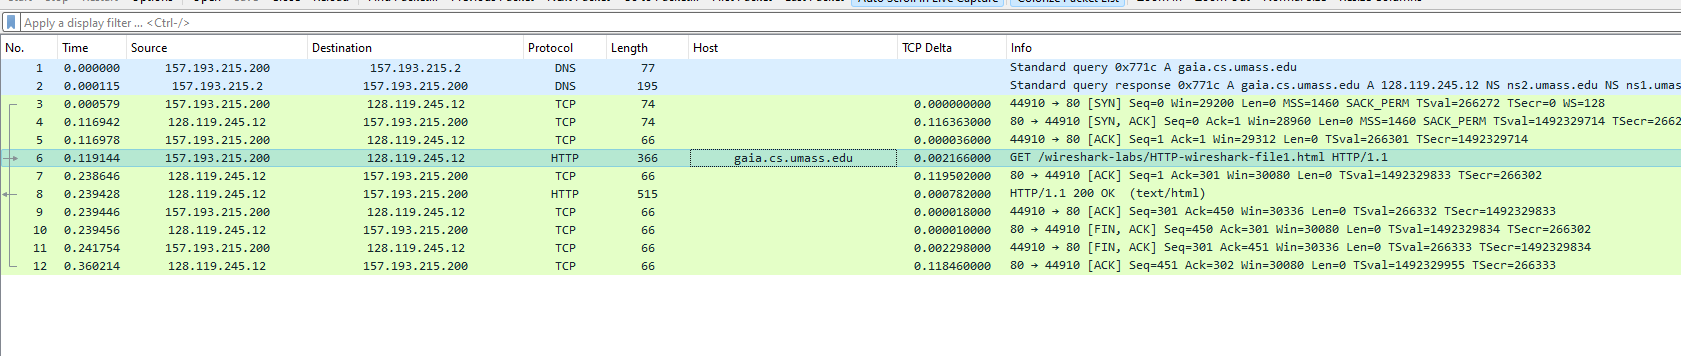 Apply a display filter ... <Ctrl-/>
No. Time Source Destination Protocol Length Host TCP Delta Info
1 0.000000 157.193.215.200 157.193.215.2 DNS 77 Standard query 0x771c A gaia.cs.umass.edu
2 0.000115 157.193.215.2 157.193.215.200 DNS 195 Standard query response 0x771c A gaia.cs.umass.edu A 128.119.245.12 NS ns2.umass.edu NS ns1.umas
3 0.000579 157.193.215.200 128.119.245.12 TCP 74 0.000000000 44910 → 80 [SYN] Seq=0 Win=29200 Len=0 MSS=1460 SACK_PERM TSval=266272 TSecr=0 WS=128
4 0.116942 128.119.245.12 157.193.215.200 TCP 74 0.116363000 80 → 44910 [SYN, ACK] Seq=0 Ack=1 Win=28960 Len=0 MSS=1460 SACK_PERM TSval=1492329714 TSecr=2662
5 0.116978 157.193.215.200 128.119.245.12 TCP 66 0.000036000 44910 → 80 [ACK] Seq=1 Ack=1 Win=29312 Len=0 TSval=266301 TSecr=1492329714
6 0.119144 157.193.215.200 128.119.245.12 HTTP 366 gaia.cs.umass.edu 0.002166000 GET /wireshark-labs/HTTP-wireshark-file1.html HTTP/1.1
7 0.238646 128.119.245.12 157.193.215.200 TCP 66 0.119502000 80 → 44910 [ACK] Seq=1 Ack=301 Win=30080 Len=0 TSval=1492329833 TSecr=266302
8 0.239428 128.119.245.12 157.193.215.200 HTTP 515 0.000782000 HTTP/1.1 200 OK (text/html)
9 0.239446 157.193.215.200 128.119.245.12 TCP 66 0.000018000 44910 → 80 [ACK] Seq=301 Ack=450 Win=30336 Len=0 TSval=266332 TSecr=1492329833
10 0.239456 128.119.245.12 157.193.215.200 TCP 66 0.000010000 80 → 44910 [FIN, ACK] Seq=450 Ack=301 Win=30080 Len=0 TSval=1492329834 TSecr=266302
11 0.241754 157.193.215.200 128.119.245.12 TCP 66 0.002298000 44910 → 80 [FIN, ACK] Seq=301 Ack=451 Win=30336 Len=0 TSval=266333 TSecr=1492329834
12 0.360214 128.119.245.12 157.193.215.200 TCP 66 0.118460000 80 → 44910 [ACK] Seq=451 Ack=302 Win=30080 Len=0 TSval=1492329955 TSecr=266333